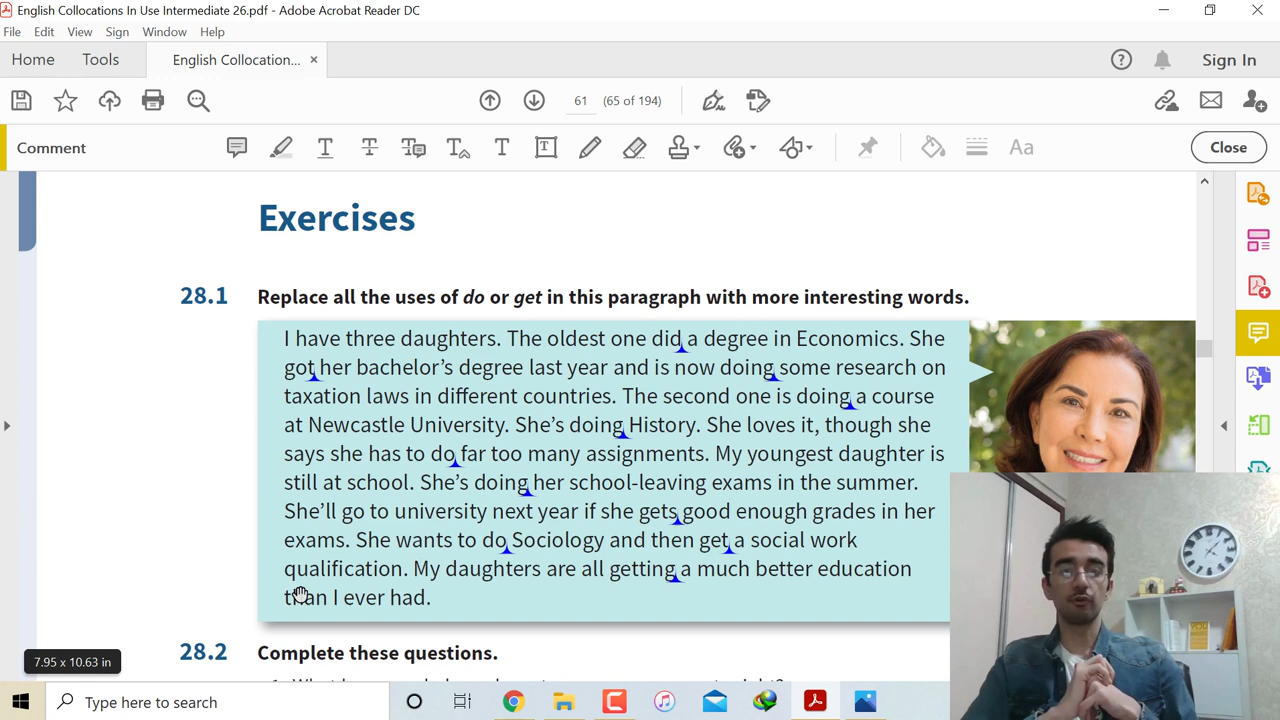 English Collocations In Use Intermediate 26.pdf - Adobe Acrobat Reader DC
File Edit View Sign Window Help
Home Tools English Collocation... × Sign In
61 (65 of 194)
Comment Close
Exercises
28.1 Replace all the uses of do or get in this paragraph with more interesting words.
I have three daughters. The oldest one did a degree in Economics. She
got her bachelor's degree last year and is now doing some research on
taxation laws in different countries. The second one is doing a course
at Newcastle University. She's doing History. She loves it, though she
says she has to do far too many assignments. My youngest daughter is
still at school. She's doing her school-leaving exams in the summer.
She'll go to university next year if she gets good enough grades in her
exams. She wants to do Sociology and then get a social work
qualification. My daughters are all getting a much better education
than I ever had.
28.2 Complete these questions.
7.95 x 10.63 in
Type here to search